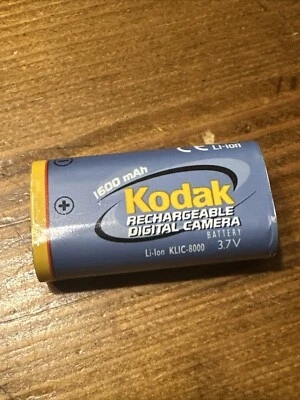 CE Li-Ion
1600 mAh
Kodak
RECHARGEABLE
DIGITAL CAMERA
BATTERY
Li-Ion KLIC-8000 3.7V
+